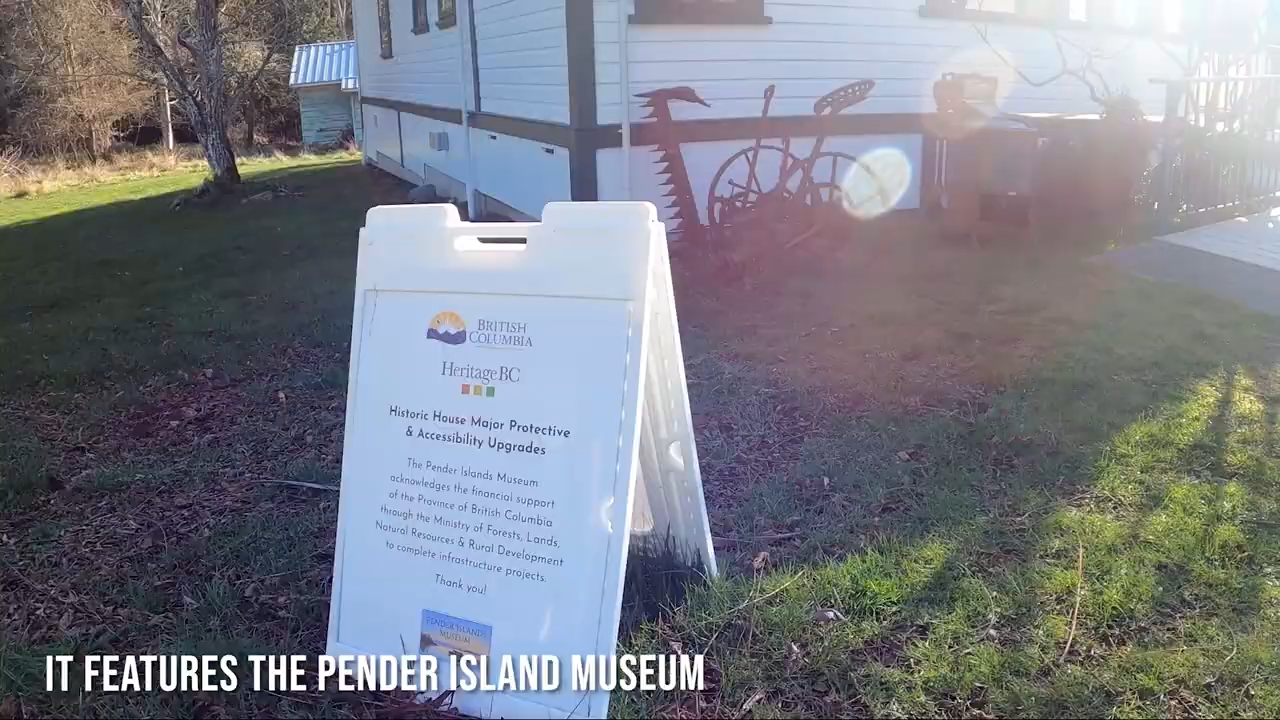 BRITISH
COLUMBIA
Heritage BC
Historic House Major Protective
& Accessibility Upgrades
The Pender Islands Museum
acknowledges the financial support
of the Province of British Columbia
through the Ministry of Forests, Lands,
Natural Resources & Rural Development
to complete infrastructure projects.
Thank you!
PENDER ISLANDS
MUSEUM
IT FEATURES THE PENDER ISLAND MUSEUM